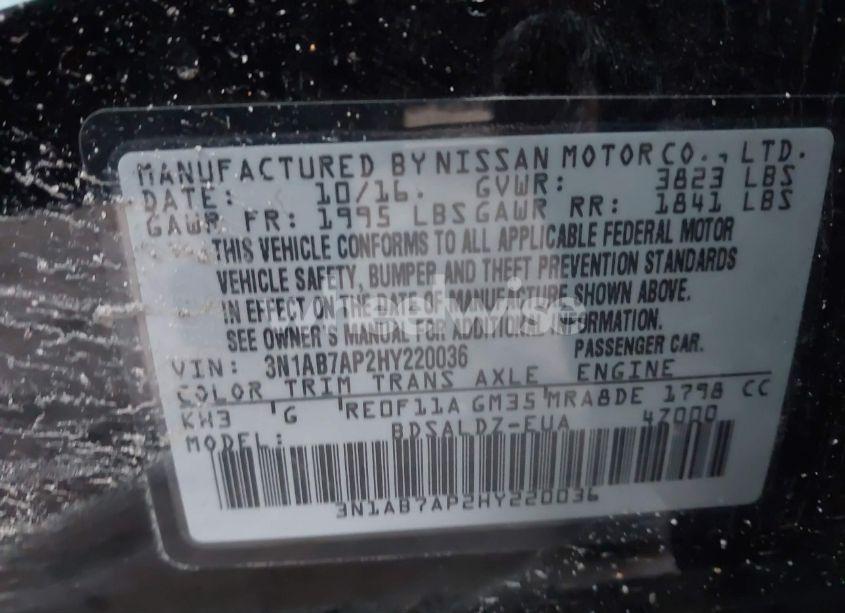 MANUFACTURED BY NISSAN MOTOR CO., LTD.
DATE: 10/16. GVWR: 3823 LBS
GAWR FR: 1995 LBS GAWR RR: 1841 LBS
THIS VEHICLE CONFORMS TO ALL APPLICABLE FEDERAL MOTOR
VEHICLE SAFETY, BUMPER AND THEFT PREVENTION STANDARDS
IN EFFECT ON THE DATE OF MANUFACTURE SHOWN ABOVE.
SEE OWNER'S MANUAL FOR ADDITIONAL INFORMATION.
VIN: 3N1AB7AP2HY220036 PASSENGER CAR.
COLOR TRIM TRANS AXLE ENGINE
KH3 G RE0F11A GM35 MRA8DE 1798 CC
MODEL: BDSALDZ-EUA 47000
3N1AB7AP2HY220036
wheelwise